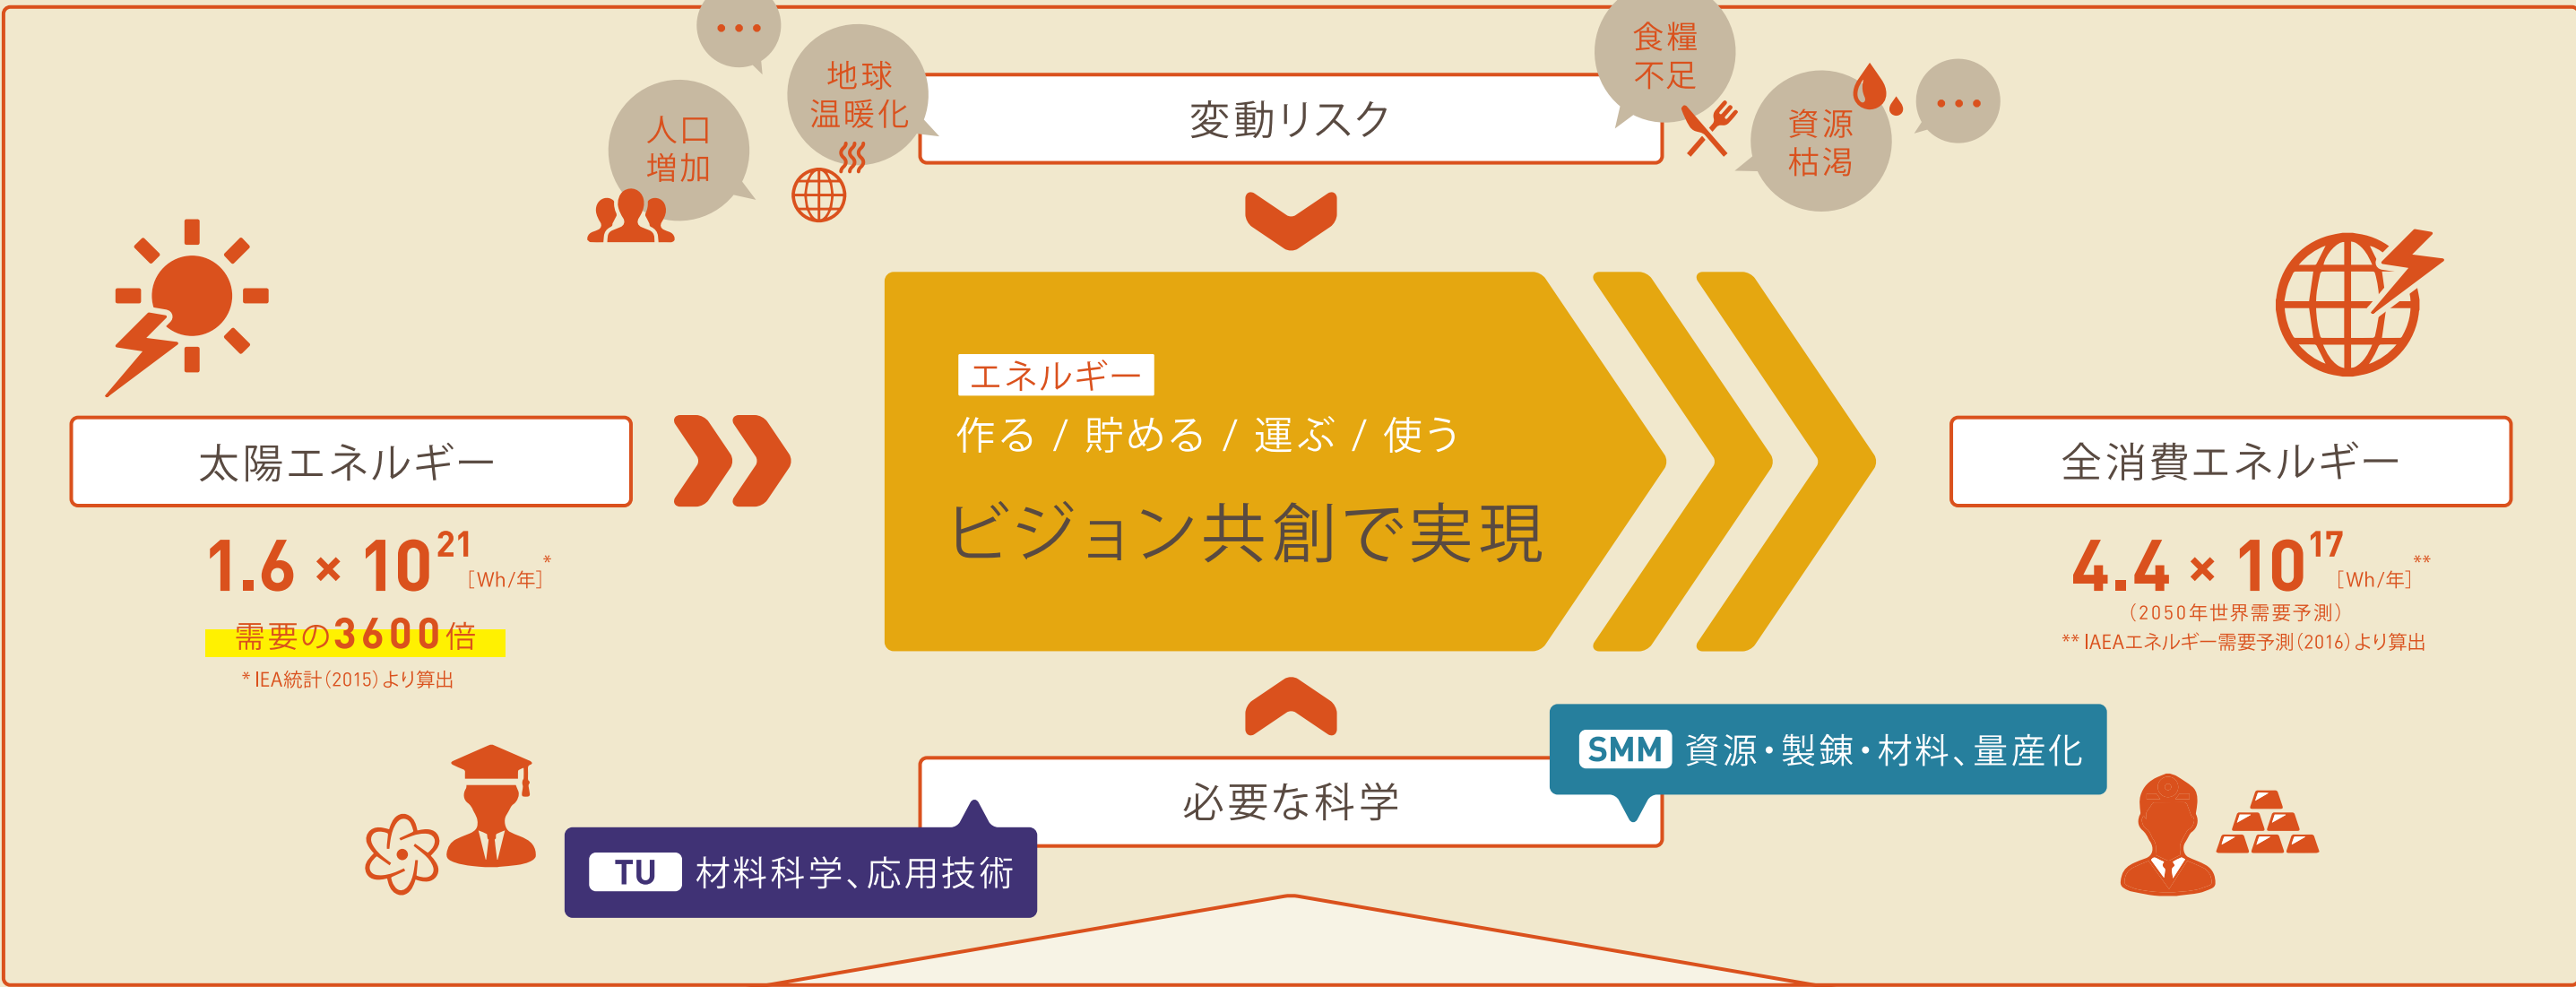 •••
地球
温暖化
人口
増加
変動リスク
食糧
不足
資源
枯渇
•••
太陽エネルギー
1.6 × 10²¹ [Wh/年]*
需要の3600倍
* IEA統計(2015)より算出
エネルギー
作る / 貯める / 運ぶ / 使う
ビジョン共創で実現
全消費エネルギー
4.4 × 10¹⁷ [Wh/年]**
(2050年世界需要予測)
** IAEAエネルギー需要予測(2016)より算出
SMM 資源・製錬・材料、量産化
必要な科学
TU 材料科学、応用技術